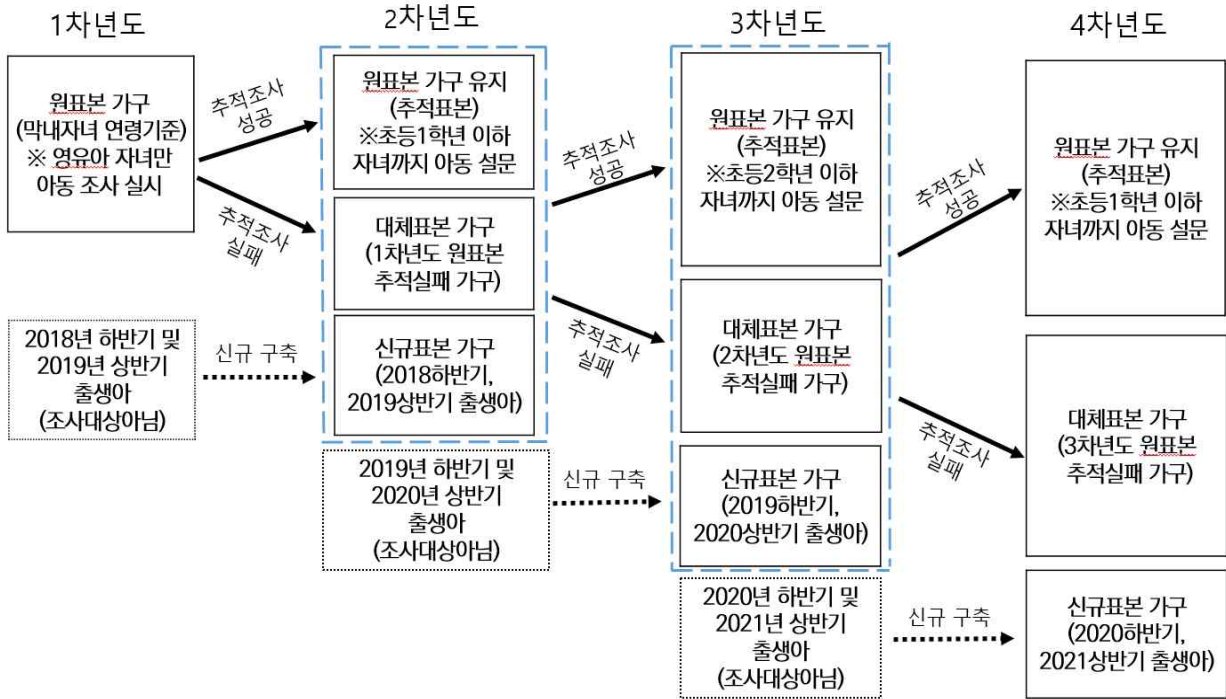 1차년도
원표본 가구
(막내자녀 연령기준)
※ 영유아 자녀만
아동 조사 실시
추적조사
성공
추적조사
실패
2018년 하반기 및
2019년 상반기
출생아
(조사대상아님)
신규 구축
2차년도
원표본 가구 유지
(추적표본)
※초등1학년 이하
자녀까지 아동 설문
대체표본 가구
(1차년도 원표본
추적실패 가구)
신규표본 가구
(2018하반기,
2019상반기 출생아)
2019년 하반기 및
2020년 상반기
출생아
(조사대상아님)
추적조사
성공
추적조사
실패
신규 구축
3차년도
원표본 가구 유지
(추적표본)
※초등2학년 이하
자녀까지 아동 설문
대체표본 가구
(2차년도 원표본
추적실패 가구)
신규표본 가구
(2019하반기,
2020상반기 출생아)
2020년 하반기 및
2021년 상반기
출생아
(조사대상아님)
추적조사
성공
추적조사
실패
신규 구축
4차년도
원표본 가구 유지
(추적표본)
※초등1학년 이하
자녀까지 아동 설문
대체표본 가구
(3차년도 원표본
추적실패 가구)
신규표본 가구
(2020하반기,
2021상반기 출생아)